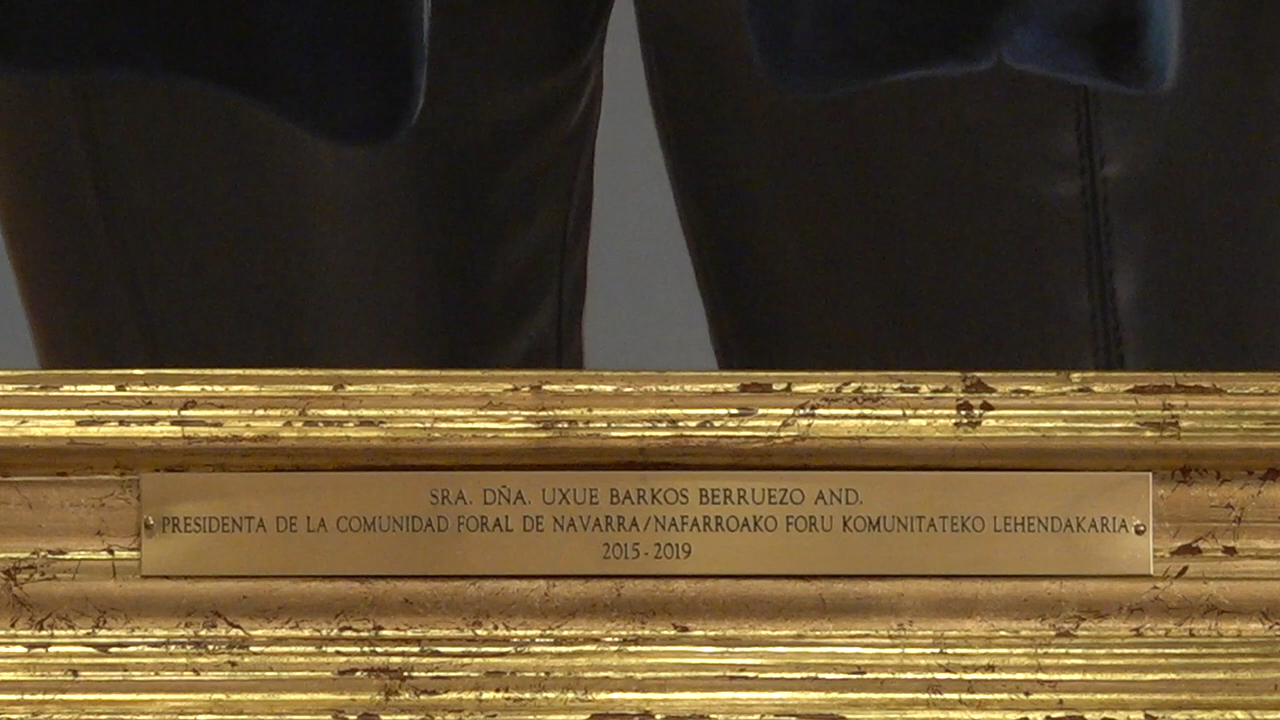 SRA. DÑA. UXUE BARKOS BERRUEZO AND.
PRESIDENTA DE LA COMUNIDAD FORAL DE NAVARRA/NAFARROAKO FORU KOMUNITATEKO LEHENDAKARIA
2015-2019